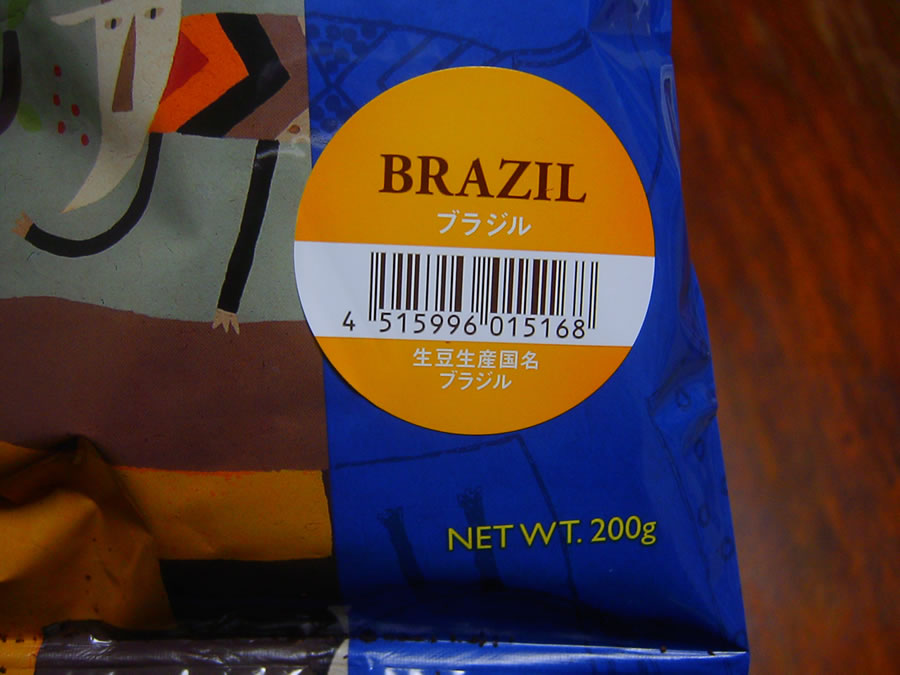 BRAZIL
ブラジル
4 515996 015168
生豆生産国名
ブラジル
NET WT. 200g